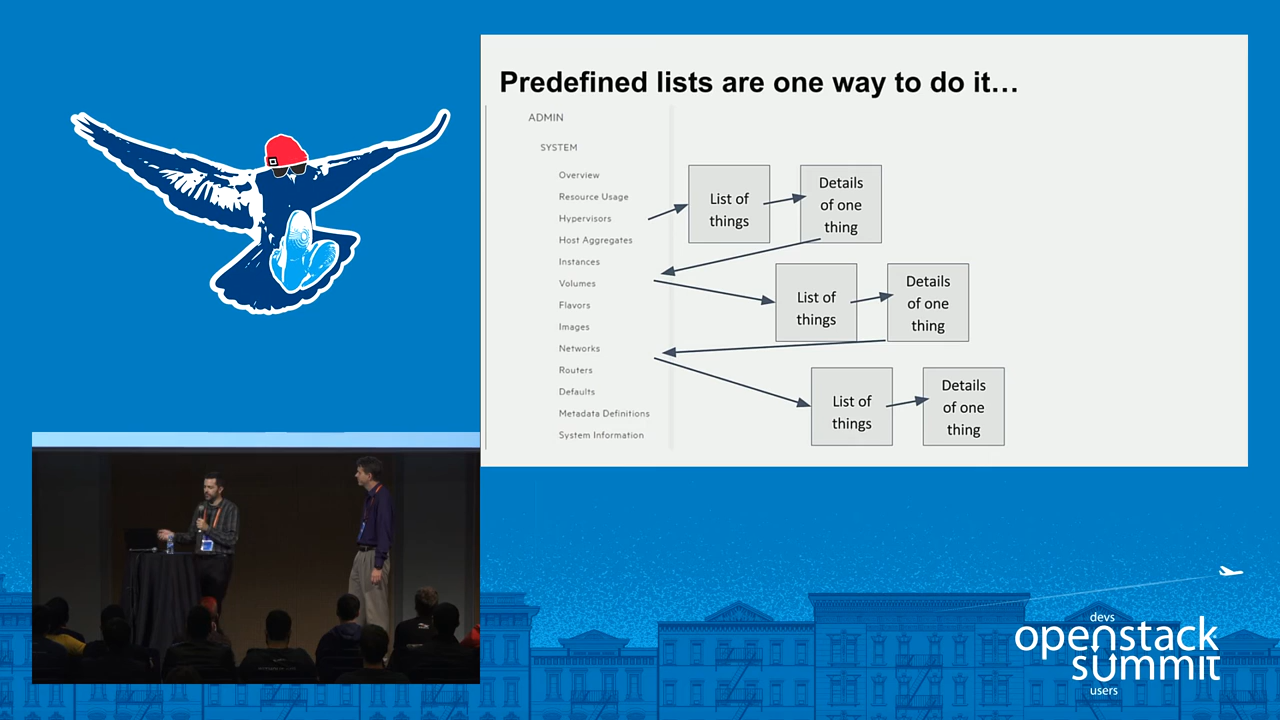 Predefined lists are one way to do it…
ADMIN
SYSTEM
Overview
Resource Usage
Hypervisors
Host Aggregates
Instances
Volumes
Flavors
Images
Networks
Routers
Defaults
Metadata Definitions
System Information
List of
things
Details
of one
thing
List of
things
Details
of one
thing
List of
things
Details
of one
thing
devs
openstack
summit
users